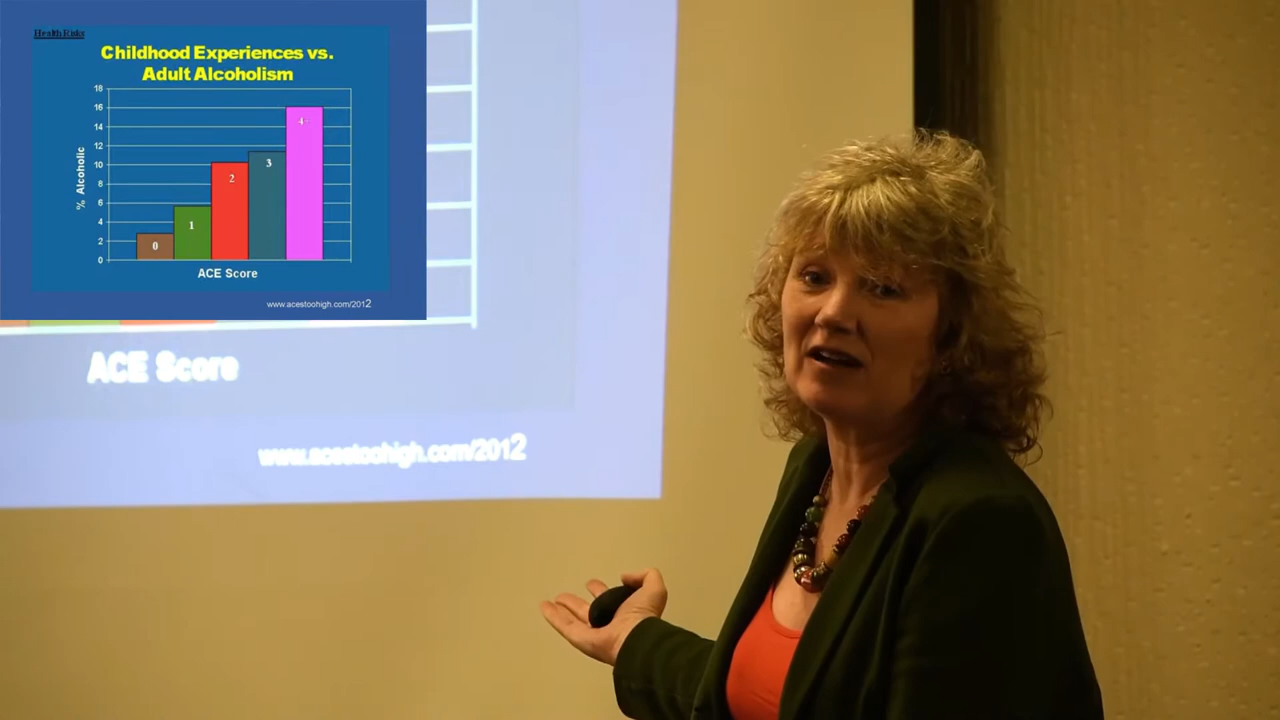 Health Risks
Childhood Experiences vs.
Adult Alcoholism
18
16
14
12
10
8
6
4
2
0
% Alcoholic
0
1
2
3
4+
ACE Score
www.acestoohigh.com/2012
ACE Score
www.acestoohigh.com/2012